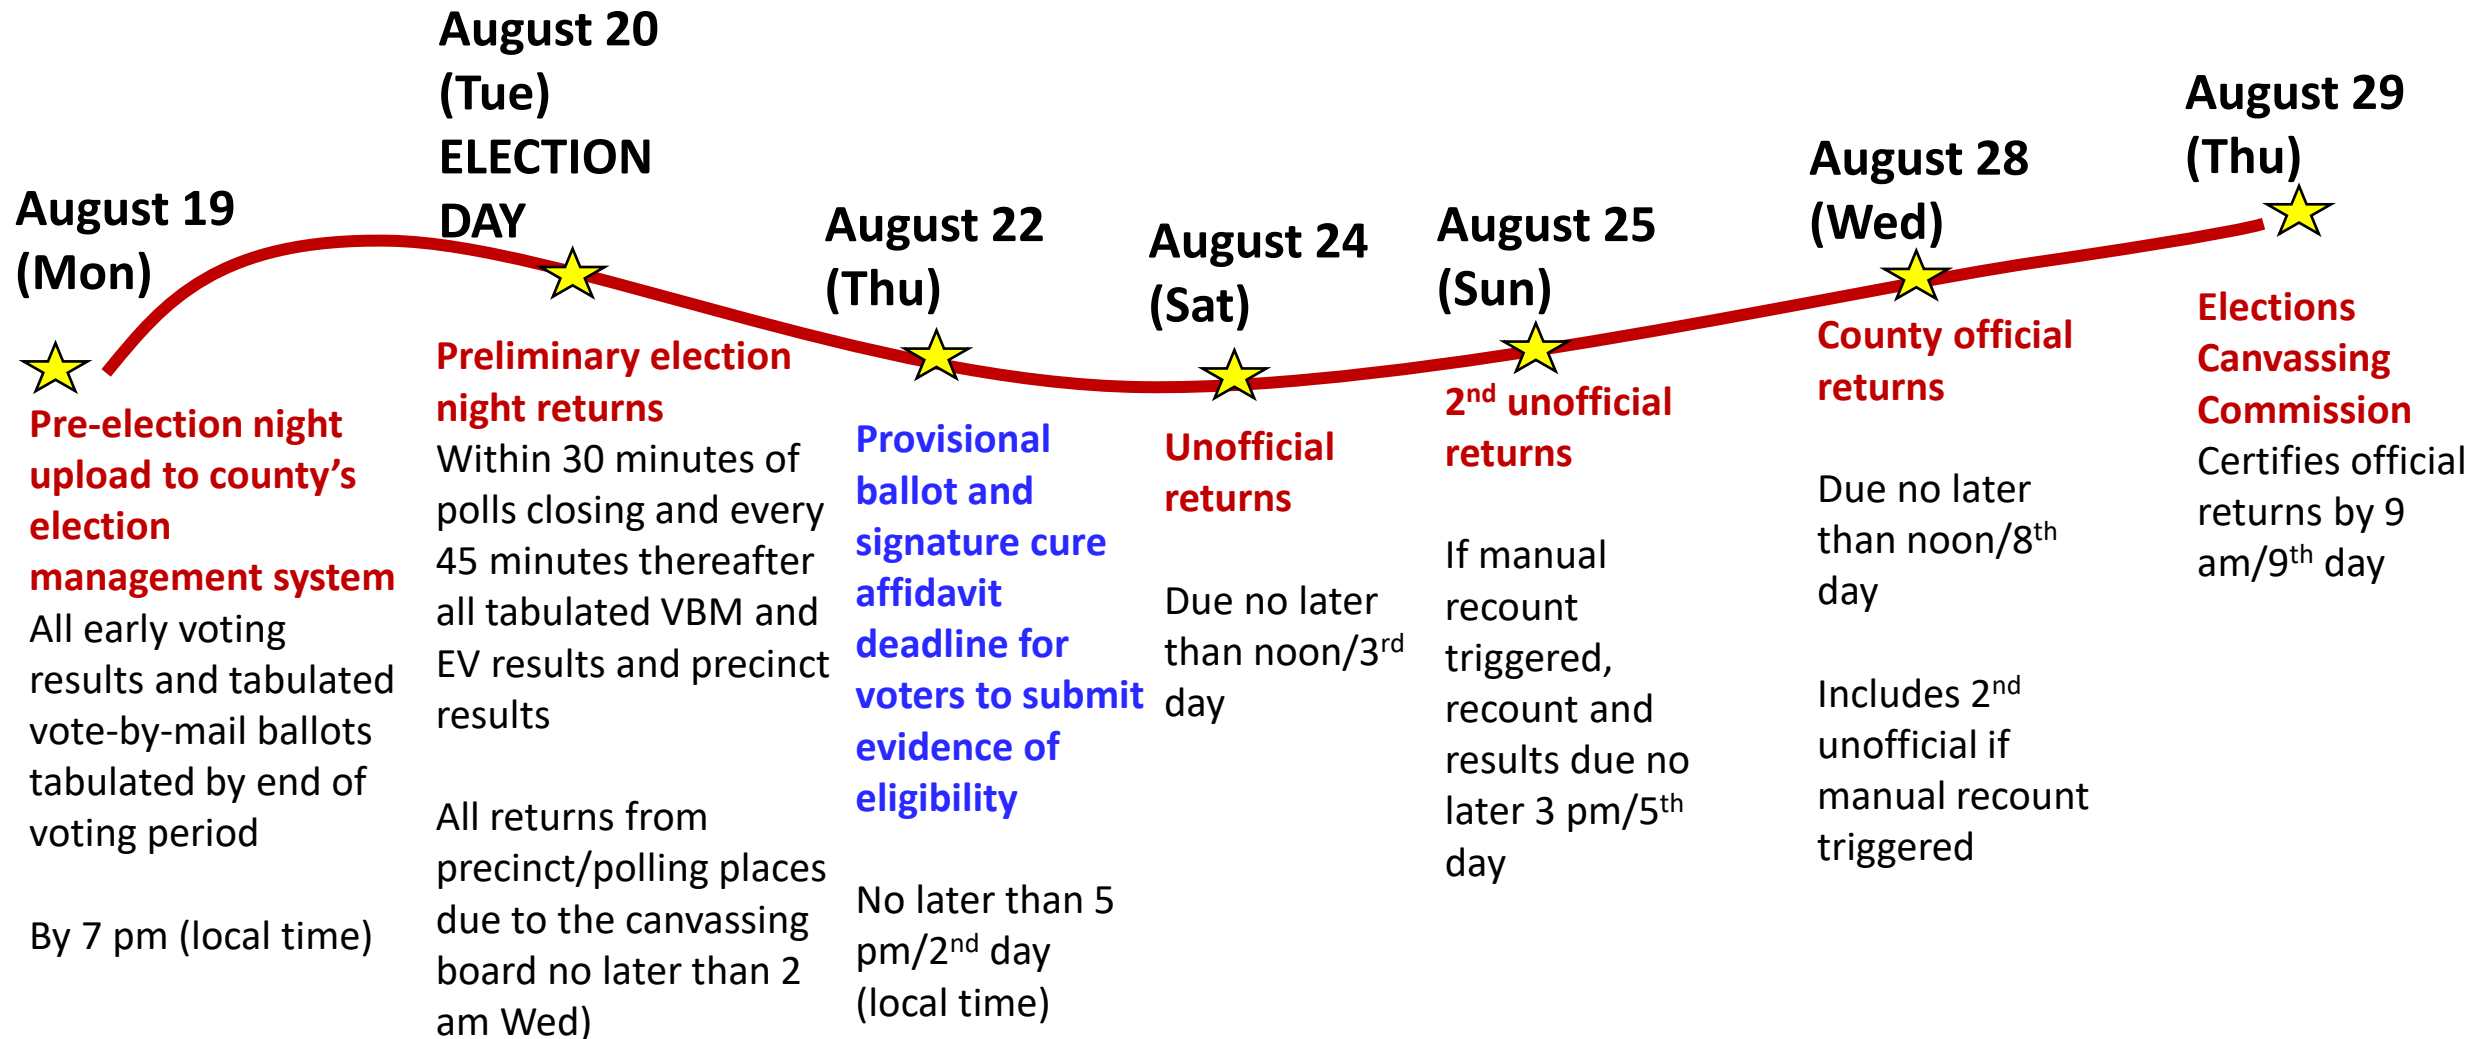 August 19
(Mon)
Pre-election night
upload to county’s
election
management system
All early voting
results and tabulated
vote-by-mail ballots
tabulated by end of
voting period
By 7 pm (local time)
August 20
(Tue)
ELECTION
DAY
Preliminary election
night returns
Within 30 minutes of
polls closing and every
45 minutes thereafter
all tabulated VBM and
EV results and precinct
results
All returns from
precinct/polling places
due to the canvassing
board no later than 2
am Wed)
August 22
(Thu)
Provisional
ballot and
signature cure
affidavit
deadline for
voters to submit
evidence of
eligibility
No later than 5
pm/2nd day
(local time)
August 24
(Sat)
Unofficial
returns
Due no later
than noon/3rd
day
August 25
(Sun)
2nd unofficial
returns
If manual
recount
triggered,
recount and
results due no
later 3 pm/5th
day
August 28
(Wed)
County official
returns
Due no later
than noon/8th
day
Includes 2nd
unofficial if
manual recount
triggered
August 29
(Thu)
Elections
Canvassing
Commission
Certifies official
returns by 9
am/9th day